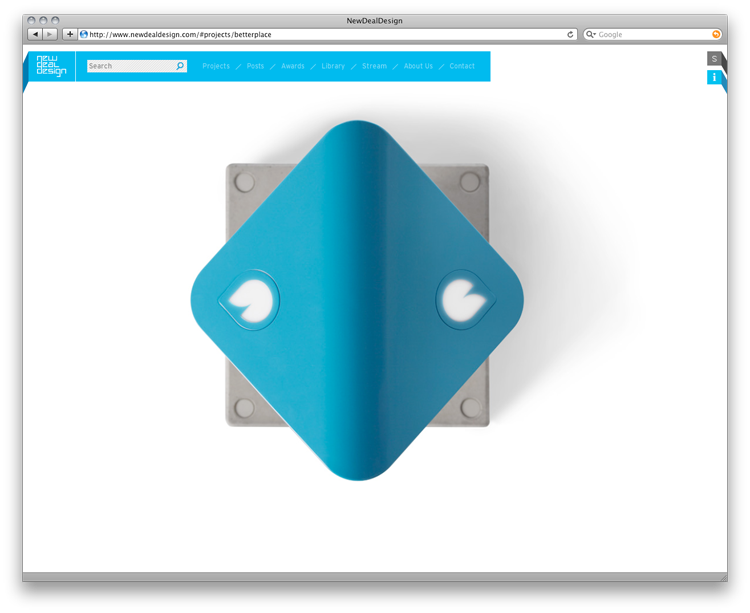 NewDealDesign
http://www.newdealdesign.com/#projects/betterplace
Google
new
deal
design
Search
Projects / Posts / Awards / Library / Stream / About Us / Contact
S
i